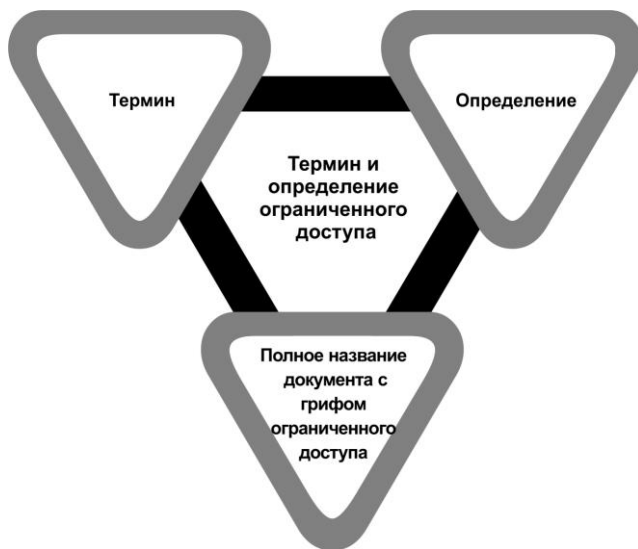 Термин
Определение
Термин и
определение
ограниченного
доступа
Полное название
документа с
грифом
ограниченного
доступа